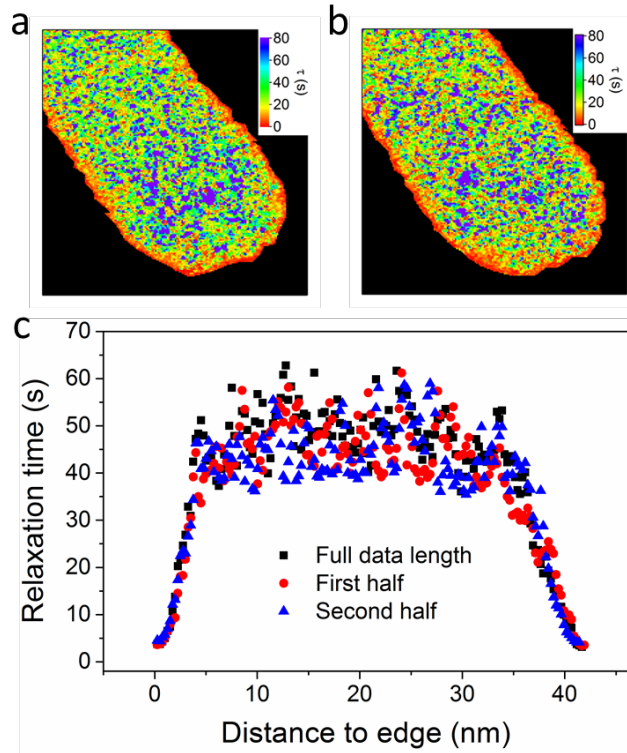 a
b
80
60
40
20
0
τ (s)
80
60
40
20
0
τ (s)
c
70
60
50
40
30
20
10
0
Relaxation time (s)
Full data length
First half
Second half
0 10 20 30 40
Distance to edge (nm)